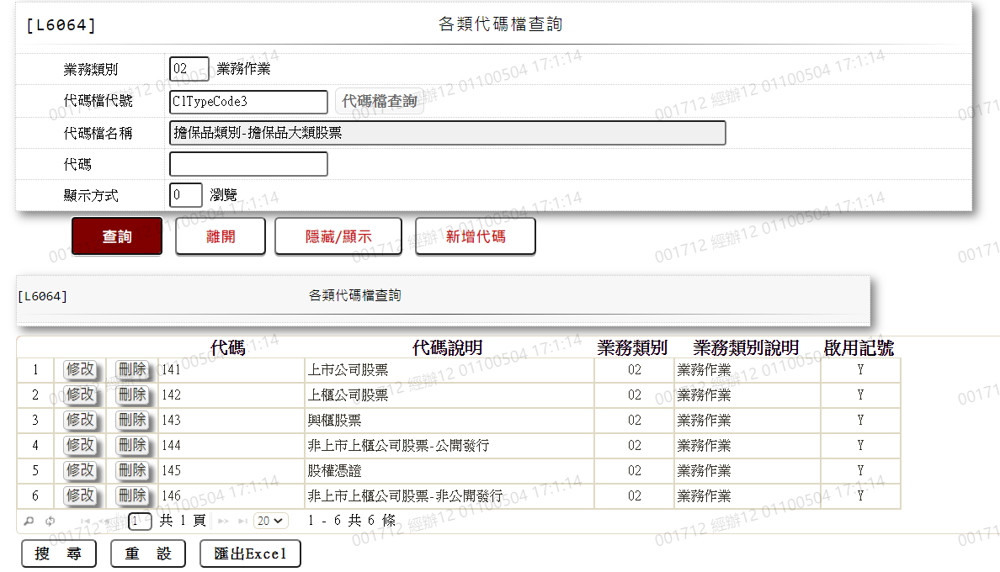 [L6064] 各類代碼檔查詢
業務類別 02 業務作業
代碼檔代號 ClTypeCode3 代碼檔查詢
代碼檔名稱 擔保品類別-擔保品大類股票
代碼
顯示方式 0 瀏覽
查詢 離開 隱藏/顯示 新增代碼
[L6064] 各類代碼檔查詢
代碼 代碼說明 業務類別 業務類別說明 啟用記號
1 修改 刪除 141 上市公司股票 02 業務作業 Y
2 修改 刪除 142 上櫃公司股票 02 業務作業 Y
3 修改 刪除 143 興櫃股票 02 業務作業 Y
4 修改 刪除 144 非上市上櫃公司股票-公開發行 02 業務作業 Y
5 修改 刪除 145 股權憑證 02 業務作業 Y
6 修改 刪除 146 非上市上櫃公司股票-非公開發行 02 業務作業 Y
1 共 1 頁 20 1 - 6 共 6 條
搜 尋 重 設 匯出Excel
001712 經辦12 01100504 17:1:14